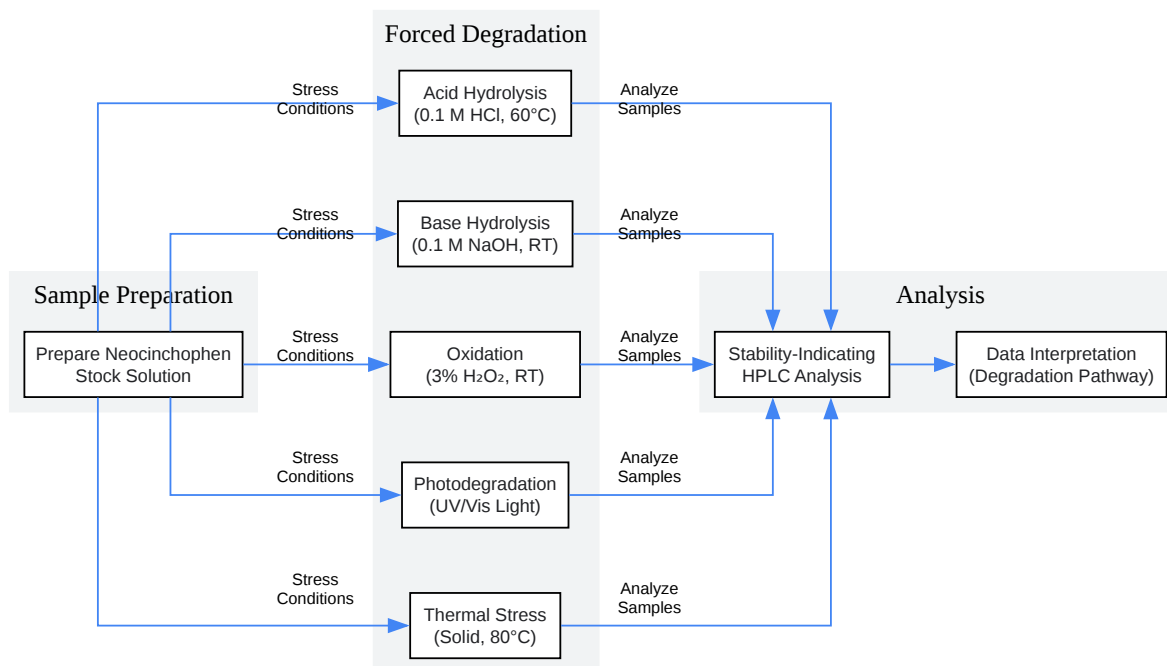 Forced Degradation
Stress
Conditions
Acid Hydrolysis
(0.1 M HCl, 60°C)
Analyze
Samples
Stress
Conditions
Base Hydrolysis
(0.1 M NaOH, RT)
Analyze
Samples
Sample Preparation
Analysis
Prepare Neocinchophen
Stock Solution
Stress
Conditions
Oxidation
(3% H₂O₂, RT)
Analyze
Samples
Stability-Indicating
HPLC Analysis
Data Interpretation
(Degradation Pathway)
Stress
Conditions
Photodegradation
(UV/Vis Light)
Analyze
Samples
Stress
Conditions
Thermal Stress
(Solid, 80°C)
Analyze
Samples